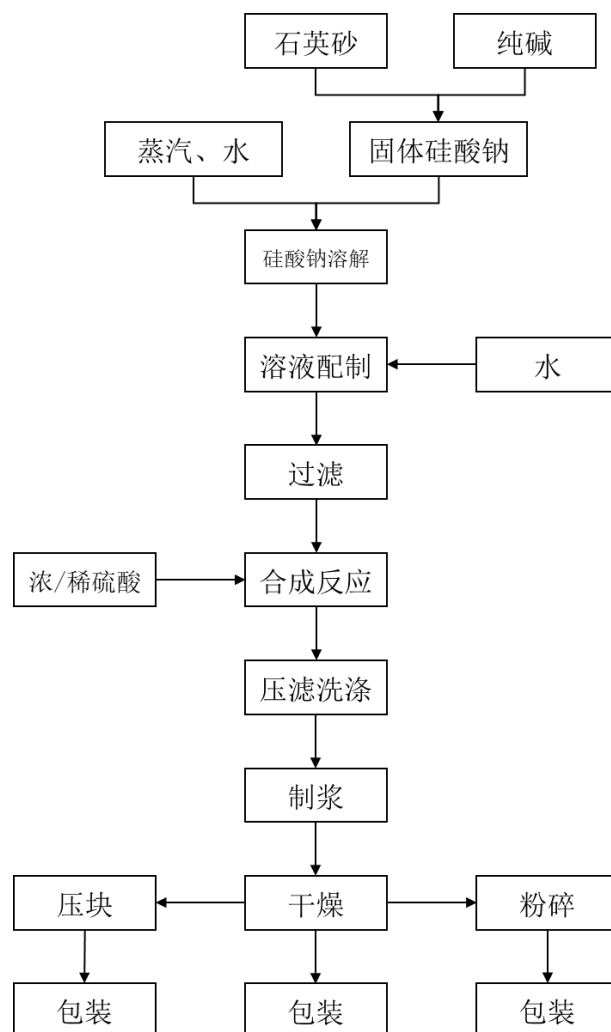 石英砂
纯碱
蒸汽、水
固体硅酸钠
硅酸钠溶解
溶液配制
水
过滤
浓/稀硫酸
合成反应
压滤洗涤
制浆
压块
干燥
粉碎
包装
包装
包装